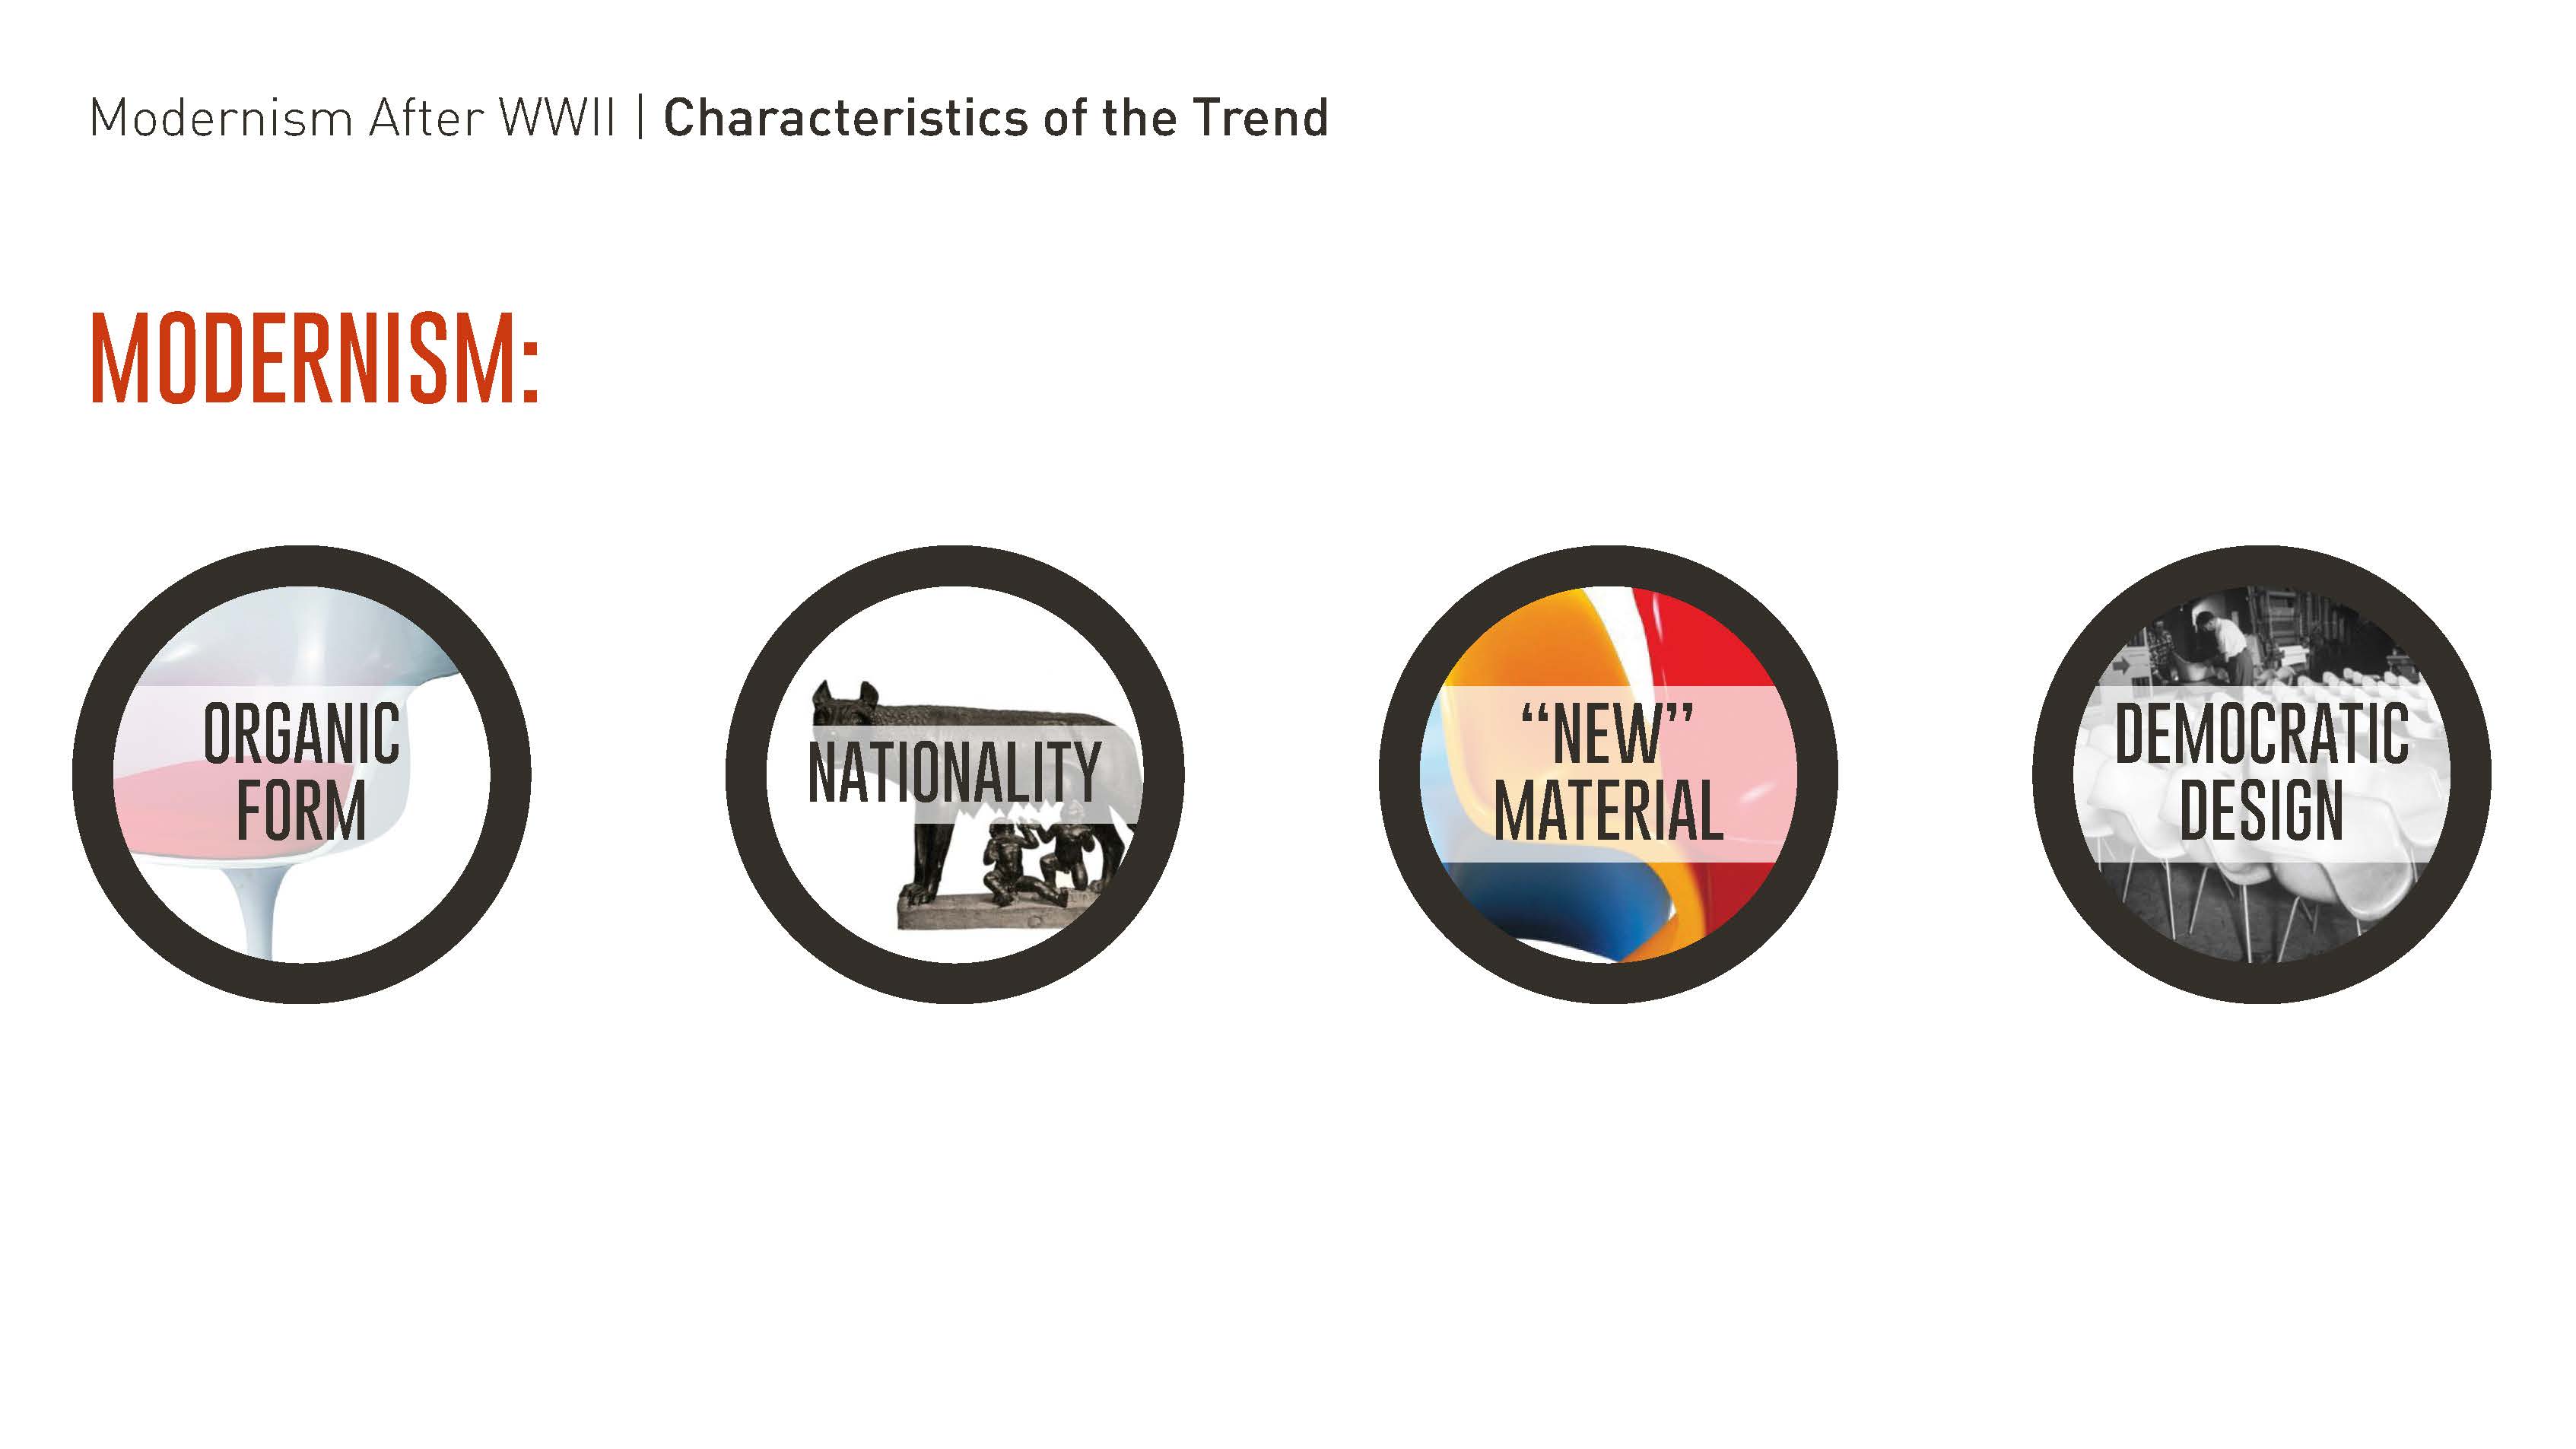 Modernism After WWII | Characteristics of the Trend
MODERNISM:
ORGANIC
FORM
NATIONALITY
“NEW”
MATERIAL
DEMOCRATIC
DESIGN